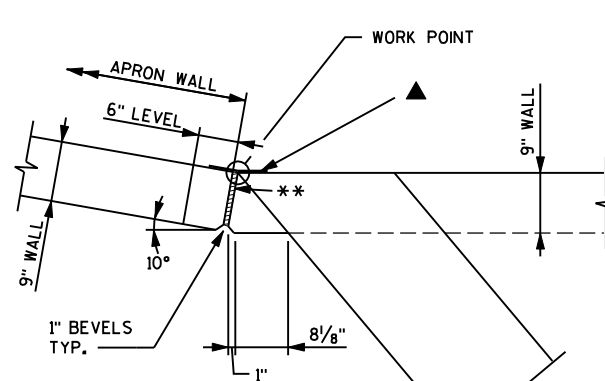 WORK POINT
APRON WALL
6" LEVEL
9" WALL
**
9" WALL
10°
1" BEVELS
TYP.
8 1/8"
1"